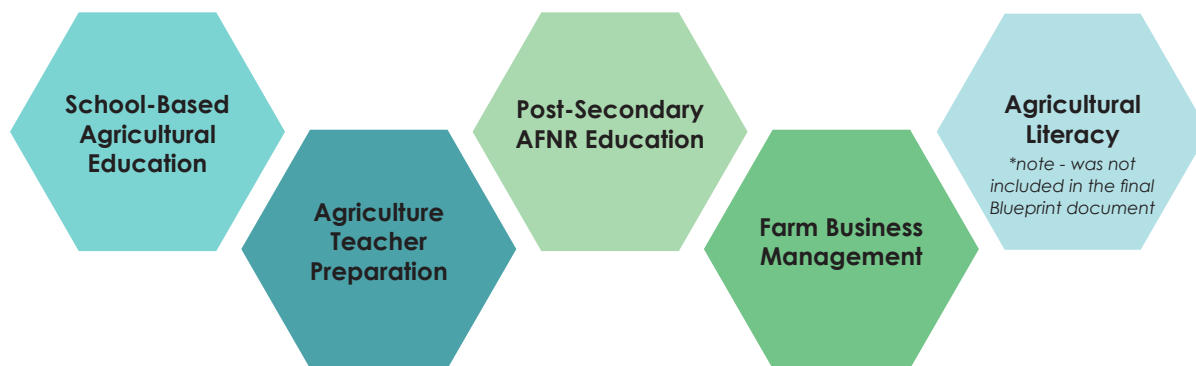 School-Based
Agricultural
Education
Agriculture
Teacher
Preparation
Post-Secondary
AFNR Education
Farm Business
Management
Agricultural
Literacy
*note - was not
included in the final
Blueprint document